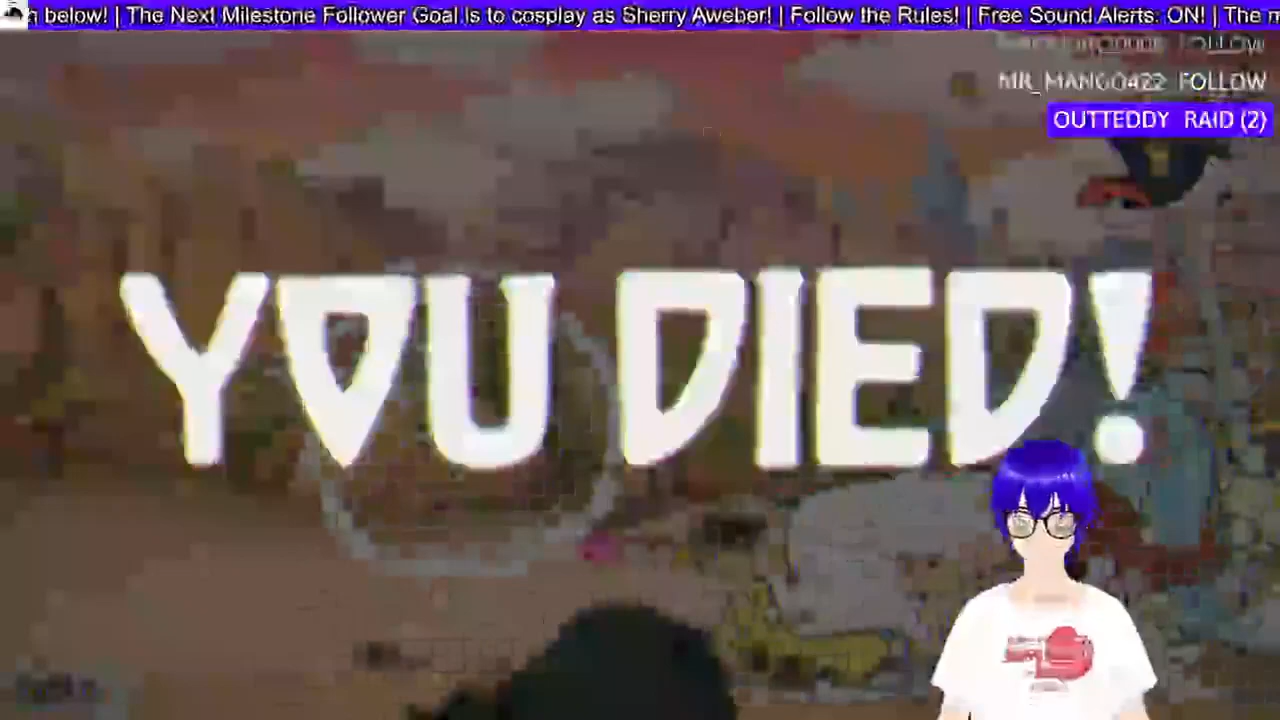 below! | The Next Milestone Follower Goal Is to cosplay as Sherry Aweber! | Follow the Rules! | Free Sound Alerts: ON! | The
FOLLOW
MR_MANGO422 FOLLOW
OUTTEDDY RAID (2)
YOU DIED!